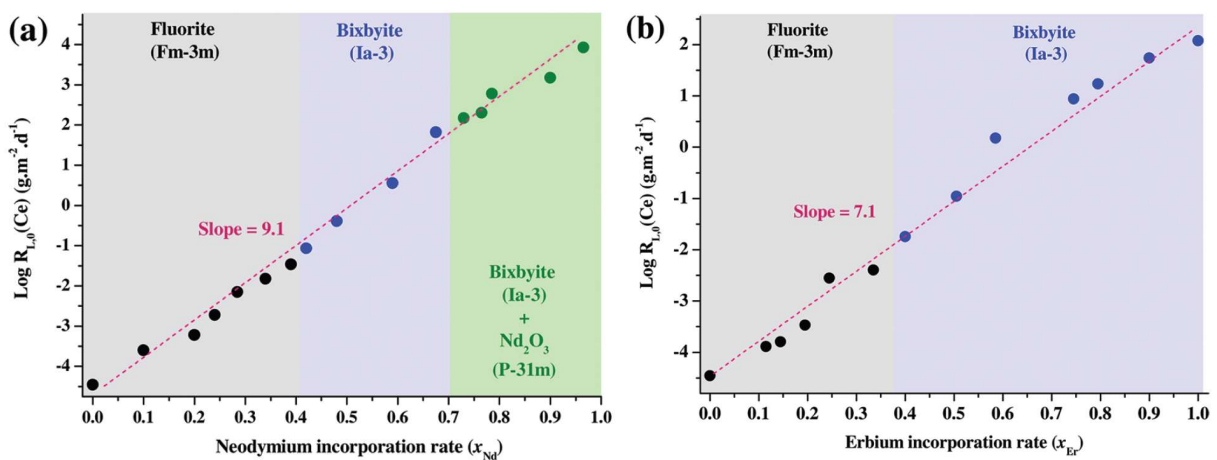 (a)
Fluorite
(Fm-3m)
Bixbyite
(Ia-3)
Slope = 9.1
Bixbyite
(Ia-3)
+
Nd₂O₃
(P-31m)
Log R_L,0(Ce) (g.m⁻².d⁻¹)
4
3
2
1
0
-1
-2
-3
-4
0.0 0.1 0.2 0.3 0.4 0.5 0.6 0.7 0.8 0.9 1.0
Neodymium incorporation rate (x_Nd)
(b)
Fluorite
(Fm-3m)
Bixbyite
(Ia-3)
Slope = 7.1
Log R_L,0(Ce) (g.m⁻².d⁻¹)
2
1
0
-1
-2
-3
-4
0.0 0.1 0.2 0.3 0.4 0.5 0.6 0.7 0.8 0.9 1.0
Erbium incorporation rate (x_Er)